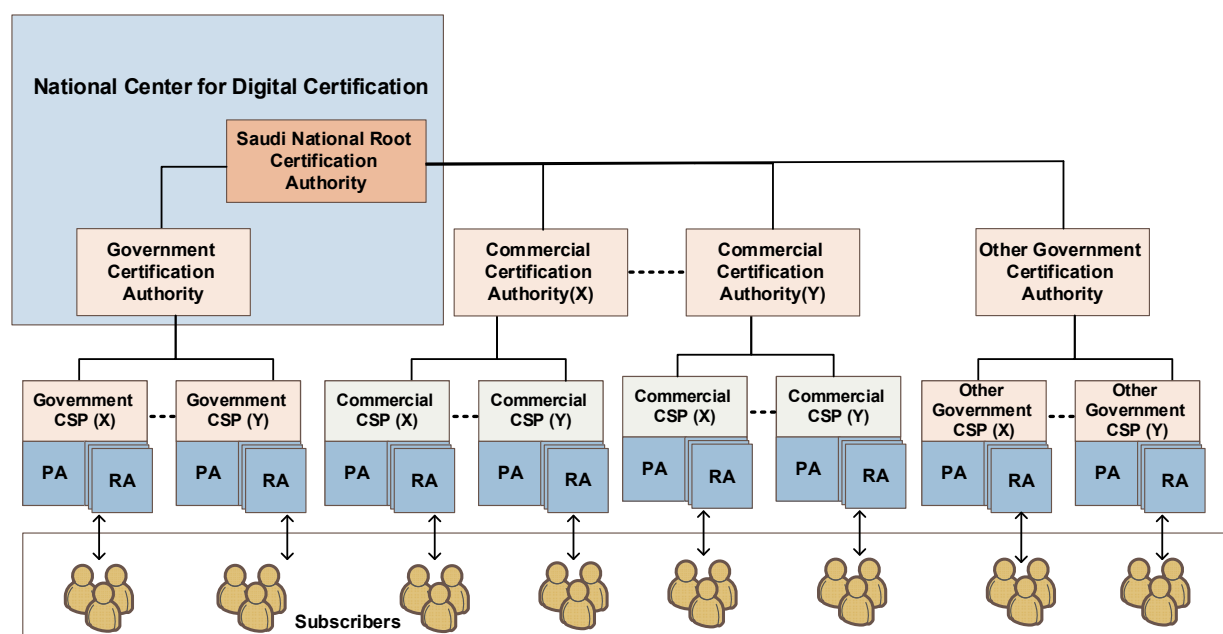 National Center for Digital Certification
Saudi National Root
Certification
Authority
Government
Certification
Authority
Commercial
Certification
Authority(X)
Commercial
Certification
Authority(Y)
Other Government
Certification
Authority
Government
CSP (X)
Government
CSP (Y)
Commercial
CSP (X)
Commercial
CSP (Y)
Commercial
CSP (X)
Commercial
CSP (Y)
Other
Government
CSP (X)
Other
Government
CSP (Y)
PA
RA
PA
RA
PA
RA
PA
RA
PA
RA
PA
RA
PA
RA
PA
RA
Subscribers